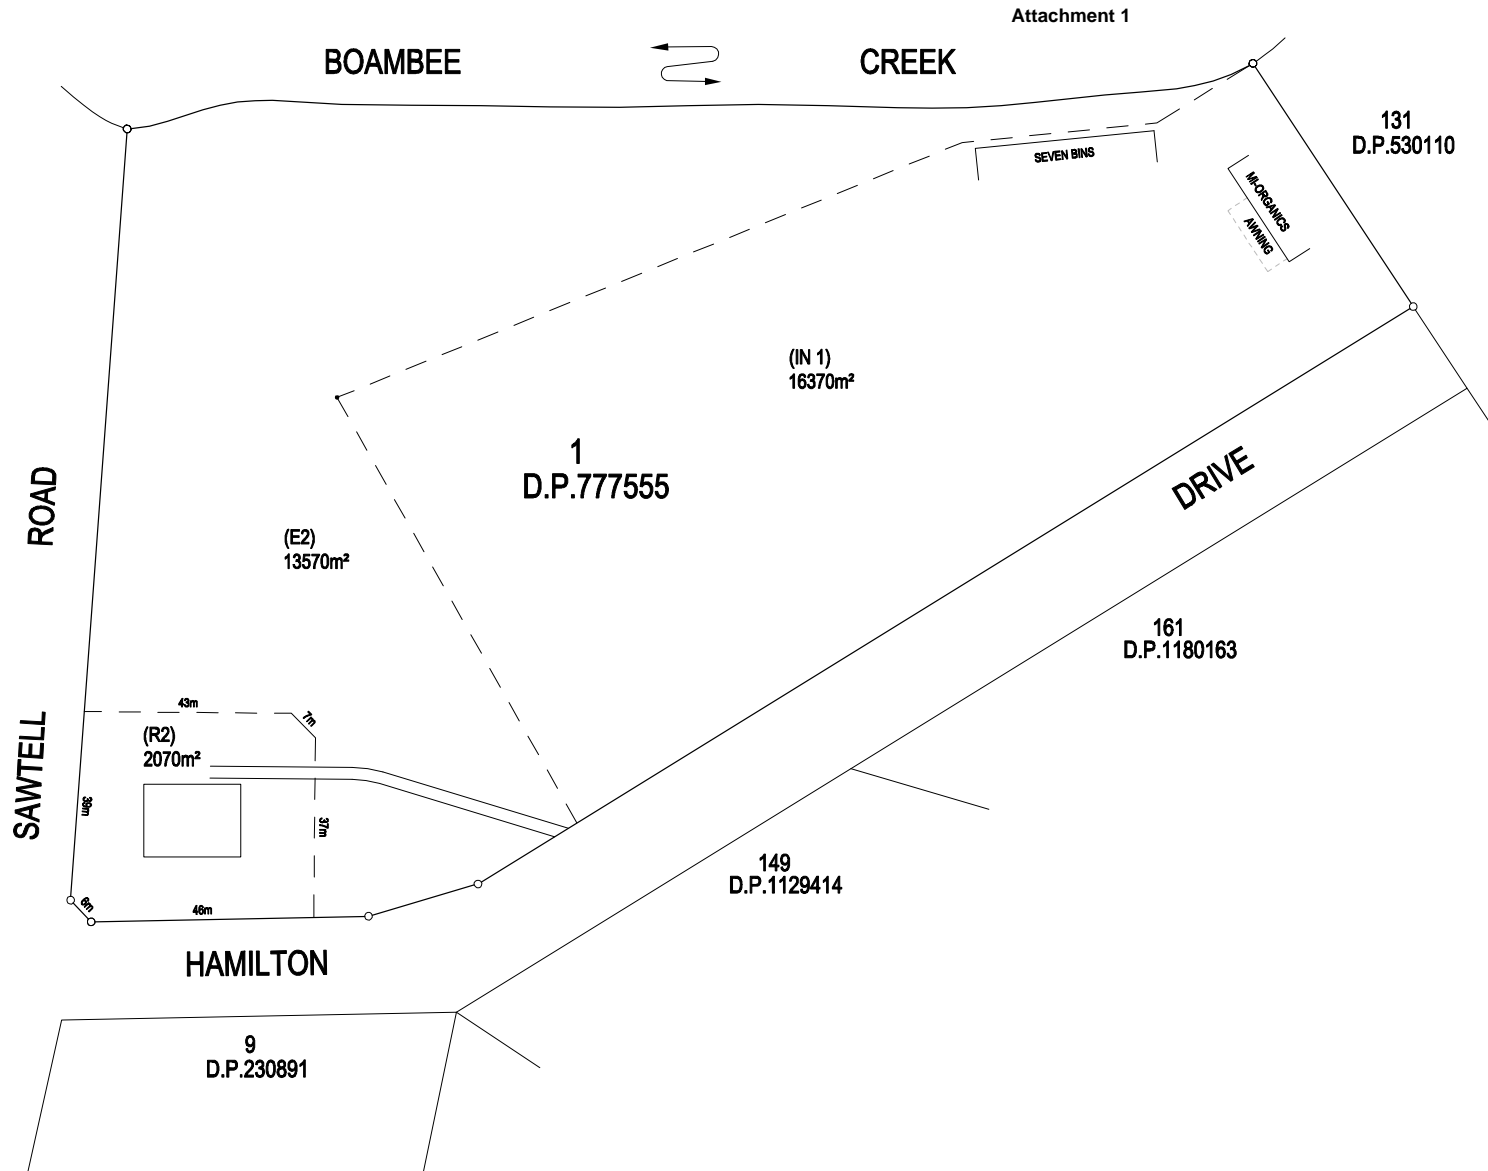 Attachment 1
BOAMBEE CREEK
131
D.P.530110
SEVEN BINS
MI-ORGANICS
AWNING
(IN 1)
16370m²
1
D.P.777555
DRIVE
ROAD
(E2)
13570m²
161
D.P.1180163
43m
7m
SAWTELL
(R2)
2070m²
39m
37m
149
D.P.1129414
6m
46m
HAMILTON
9
D.P.230891